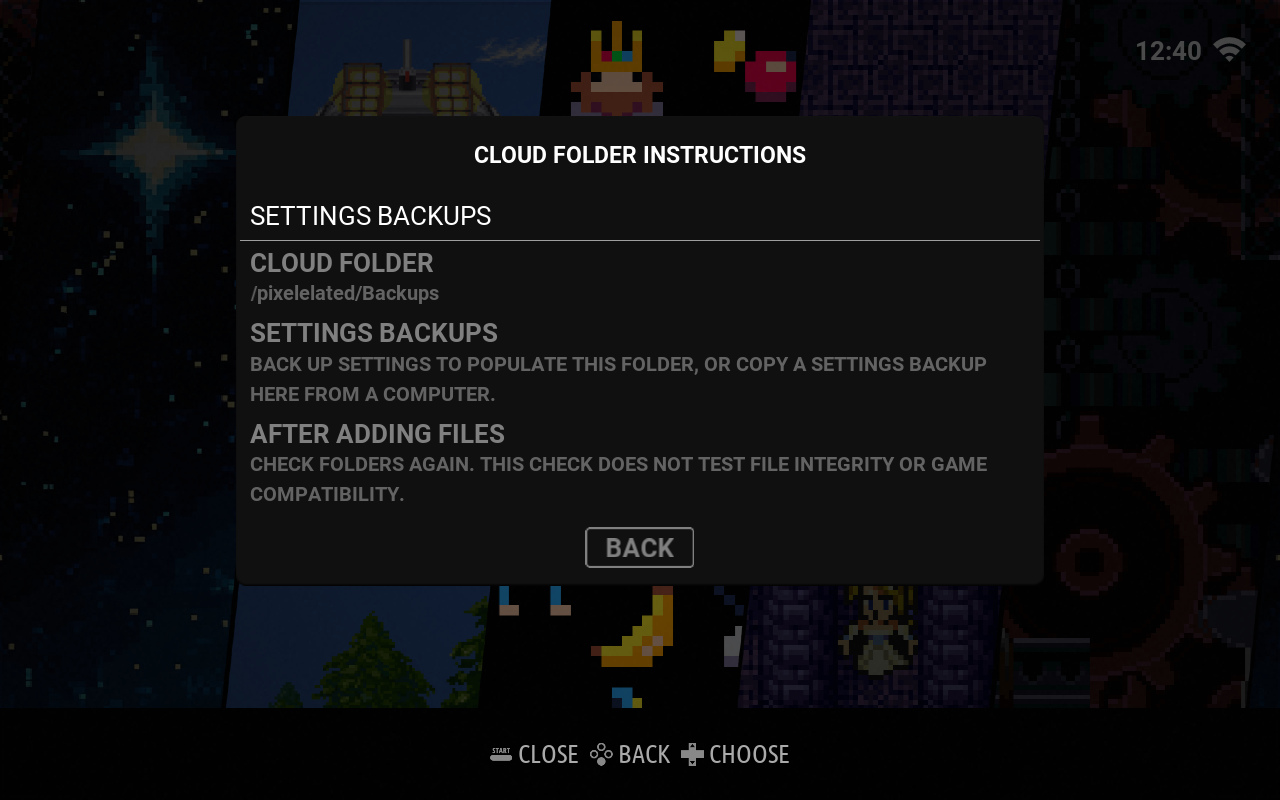 12:40
CLOUD FOLDER INSTRUCTIONS
SETTINGS BACKUPS
CLOUD FOLDER
/pixelelated/Backups
SETTINGS BACKUPS
BACK UP SETTINGS TO POPULATE THIS FOLDER, OR COPY A SETTINGS BACKUP
HERE FROM A COMPUTER.
AFTER ADDING FILES
CHECK FOLDERS AGAIN. THIS CHECK DOES NOT TEST FILE INTEGRITY OR GAME
COMPATIBILITY.
BACK
START CLOSE BACK CHOOSE